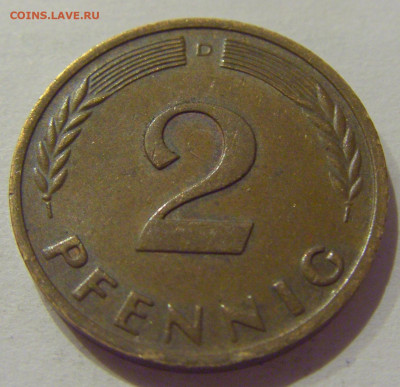 COINS.LAVE.RU
D
2
PFENNIG